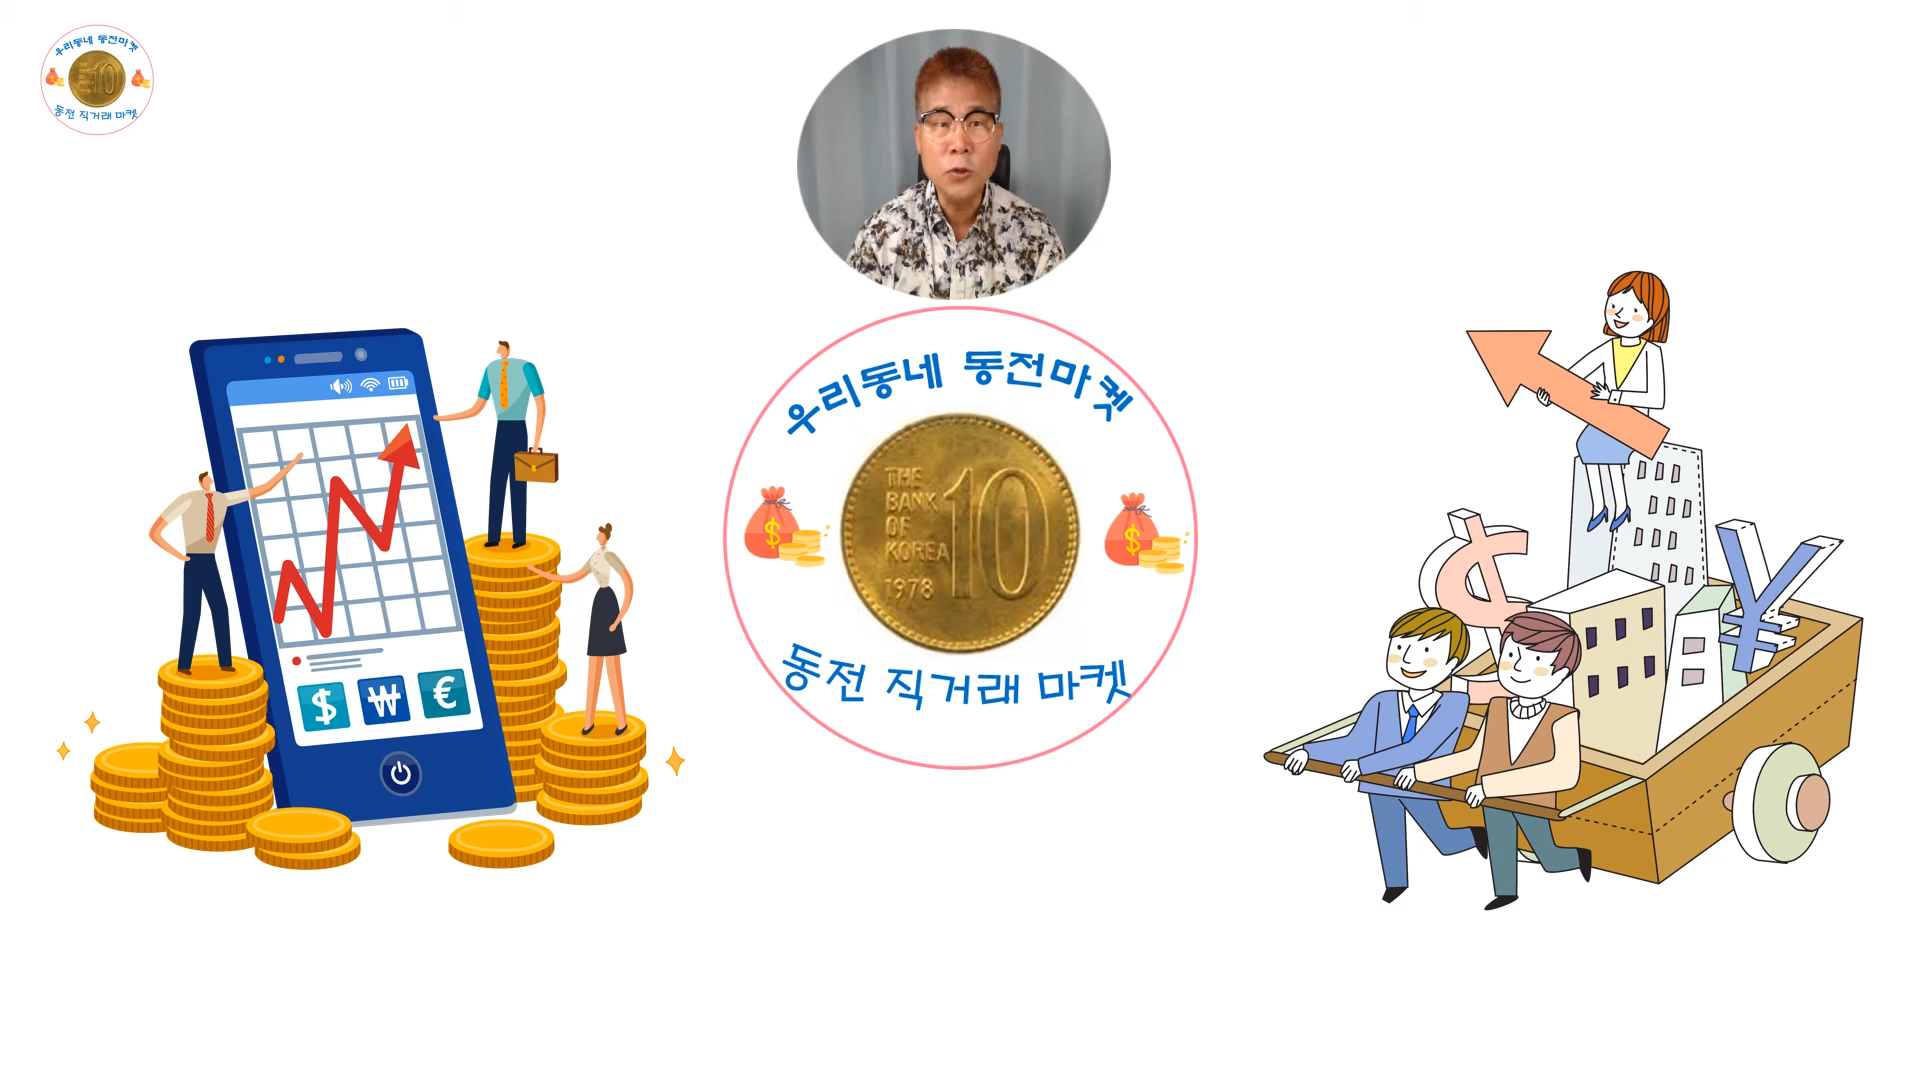 우리동네 동전마켓
THE
BANK
OF
KOREA
10
1978
동전 직거래 마켓
우리동네 동전마켓
10
동전 직거래 마켓
$ ₩ €